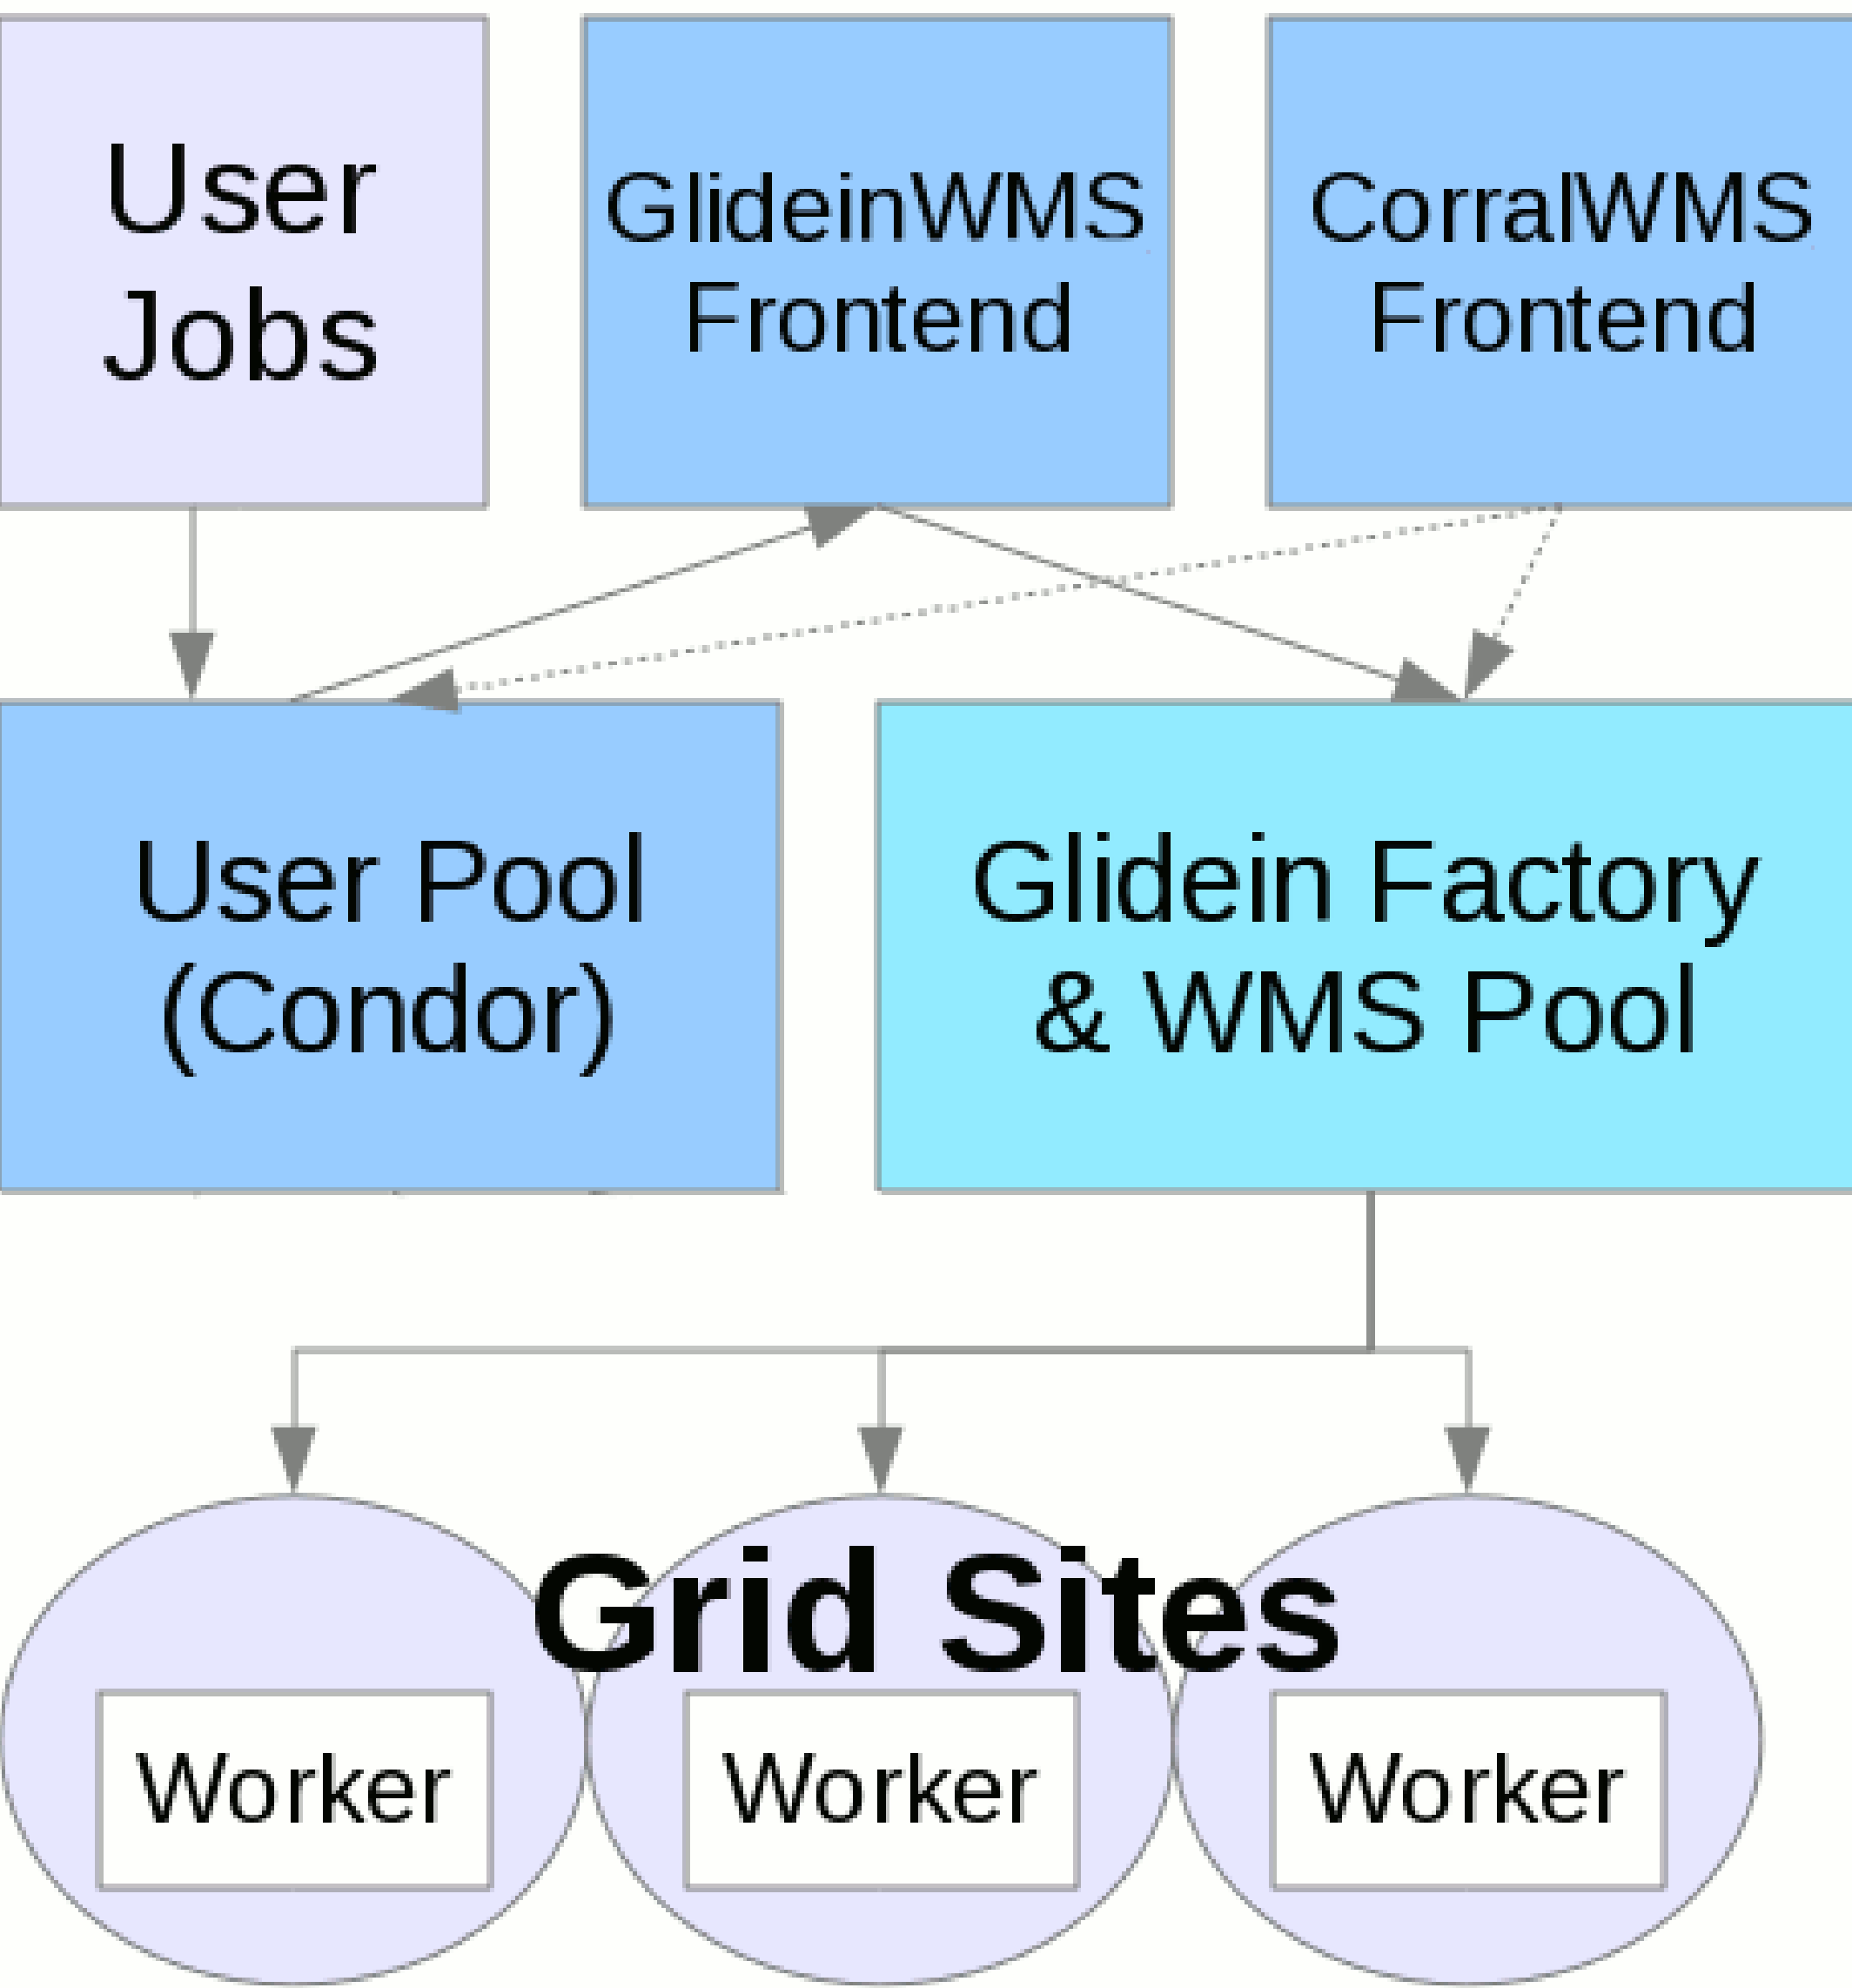 User
Jobs
GlideinWMS
Frontend
CorralWMS
Frontend
User Pool
(Condor)
Glidein Factory
& WMS Pool
Grid Sites
Worker
Worker
Worker